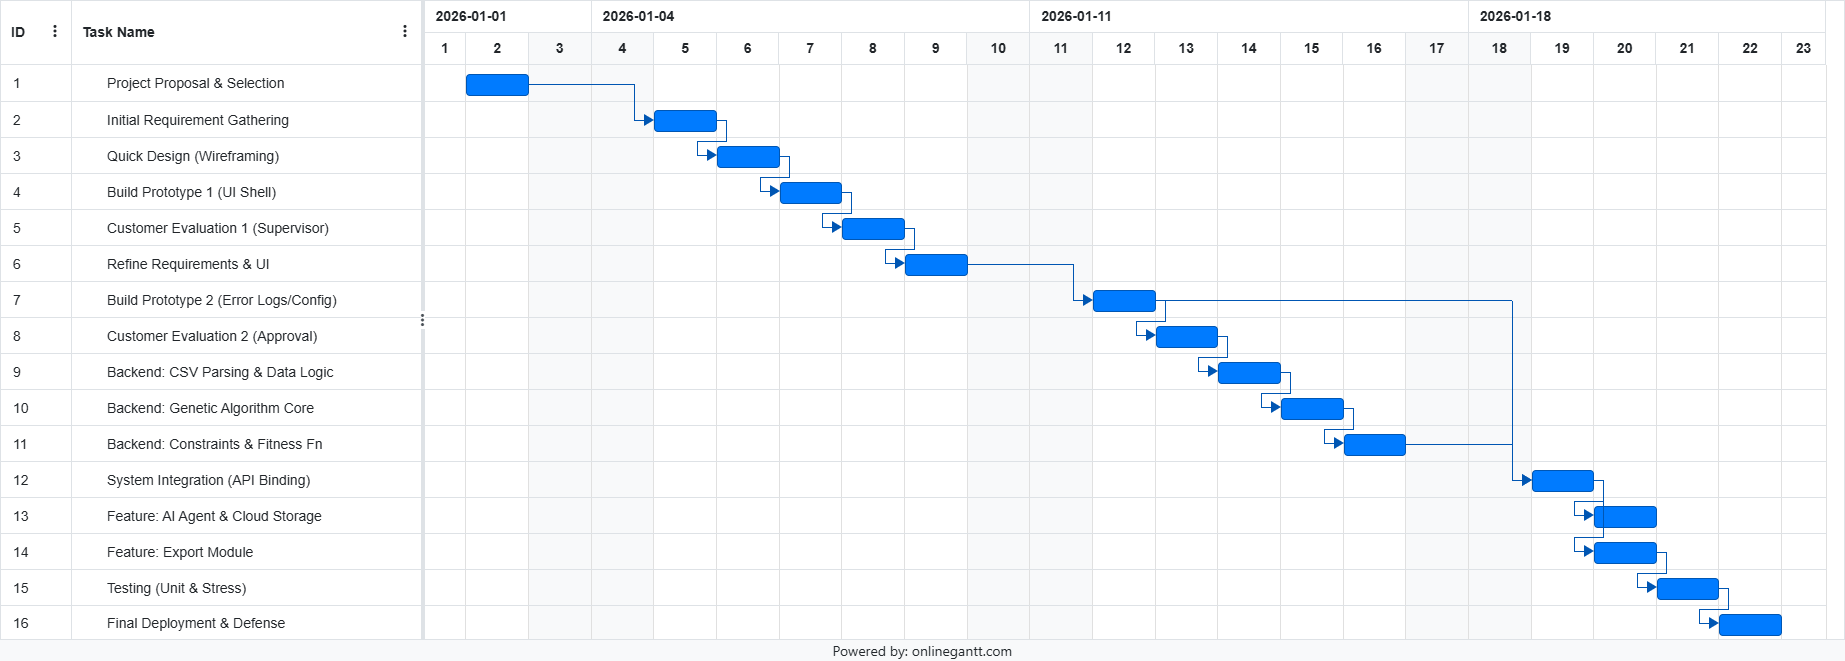 ID Task Name 2026-01-01 2026-01-04 2026-01-11 2026-01-18
1 2 3 4 5 6 7 8 9 10 11 12 13 14 15 16 17 18 19 20 21 22 23
1 Project Proposal & Selection
2 Initial Requirement Gathering
3 Quick Design (Wireframing)
4 Build Prototype 1 (UI Shell)
5 Customer Evaluation 1 (Supervisor)
6 Refine Requirements & UI
7 Build Prototype 2 (Error Logs/Config)
8 Customer Evaluation 2 (Approval)
9 Backend: CSV Parsing & Data Logic
10 Backend: Genetic Algorithm Core
11 Backend: Constraints & Fitness Fn
12 System Integration (API Binding)
13 Feature: AI Agent & Cloud Storage
14 Feature: Export Module
15 Testing (Unit & Stress)
16 Final Deployment & Defense
Powered by: onlinegantt.com